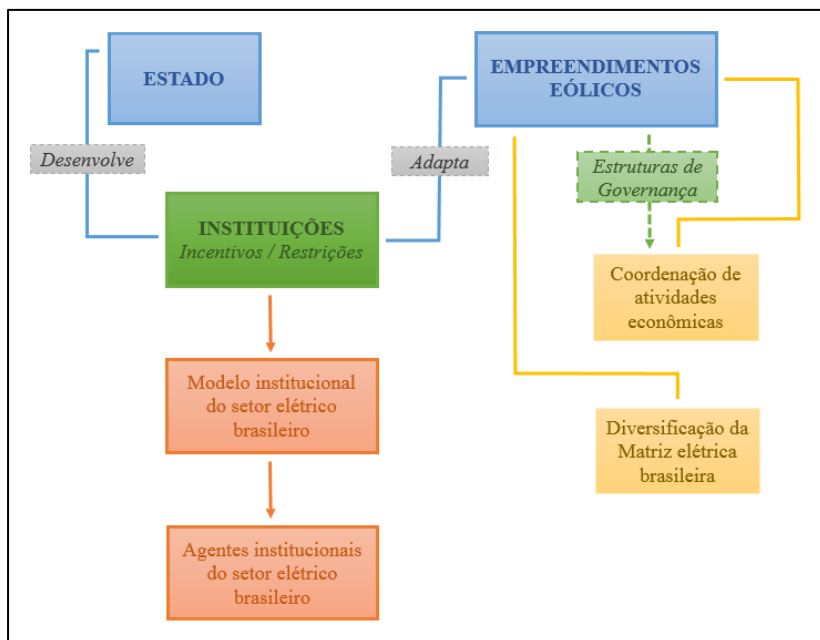 ESTADO
EMPREENDIMENTOS
EÓLICOS
Desenvolve
Adapta
Estruturas de
Governança
INSTITUIÇÕES
Incentivos / Restrições
Coordenação de
atividades
econômicas
Modelo institucional
do setor elétrico
brasileiro
Diversificação da
Matriz elétrica
brasileira
Agentes institucionais
do setor elétrico
brasileiro